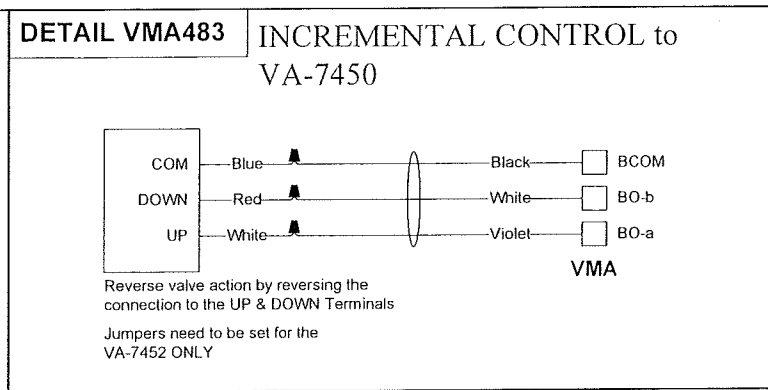 DETAIL VMA483
INCREMENTAL CONTROL to
VA-7450
COM Blue Black BCOM
DOWN Red White BO-b
UP White Violet BO-a
VMA
Reverse valve action by reversing the
connection to the UP & DOWN Terminals
Jumpers need to be set for the
VA-7452 ONLY